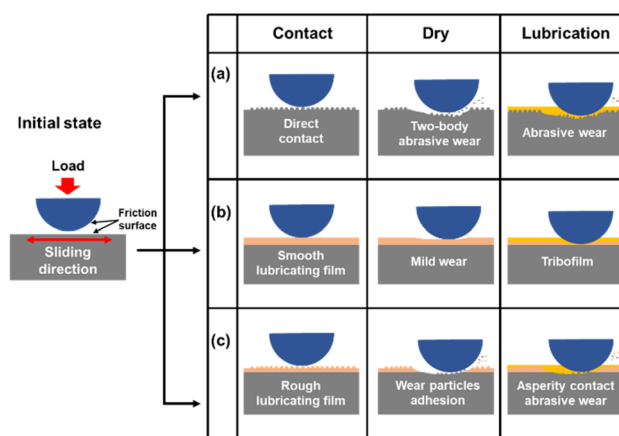 Contact
Dry
Lubrication
Initial state
Load
Friction
surface
Sliding
direction
(a)
Direct
contact
Two-body
abrasive wear
Abrasive wear
(b)
Smooth
lubricating film
Mild wear
Tribofilm
(c)
Rough
lubricating film
Wear particles
adhesion
Asperity contact
abrasive wear